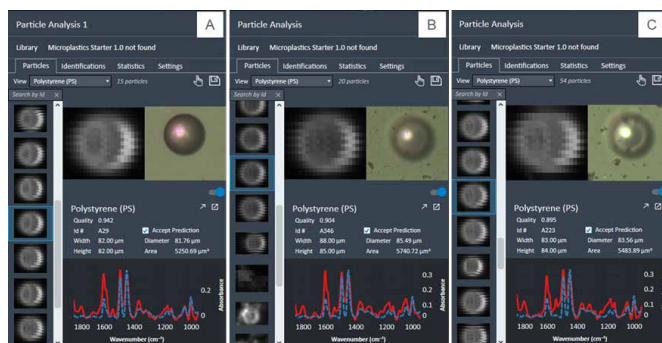 Particle Analysis 1
A
Library Microplastics Starter 1.0 not found
Particles Identifications Statistics Settings
View Polystyrene (PS) 15 particles
Search by Id
Polystyrene (PS)
Quality 0.942
Id # A29 Accept Prediction
Width 82.00 µm Diameter 81.76 µm
Height 82.00 µm Area 5250.69 µm²
0.2
0.1
0
Absorbance
1800 1600 1400 1200 1000
Wavenumber (cm⁻¹)
Particle Analysis
B
Library Microplastics Starter 1.0 not found
Particles Identifications Statistics Settings
View Polystyrene (PS) 20 particles
Search by Id
Polystyrene (PS)
Quality 0.904
Id # A346 Accept Prediction
Width 88.00 µm Diameter 85.49 µm
Height 85.00 µm Area 5740.72 µm²
0.3
0.2
0.1
0
Absorbance
1800 1600 1400 1200 1000
Wavenumber (cm⁻¹)
Particle Analysis
C
Library Microplastics Starter 1.0 not found
Particles Identifications Statistics Settings
View Polystyrene (PS) 54 particles
Search by Id
Polystyrene (PS)
Quality 0.895
Id # A223 Accept Prediction
Width 83.00 µm Diameter 83.56 µm
Height 84.00 µm Area 5483.89 µm²
0.3
0.2
0.1
0
Absorbance
1800 1600 1400 1200 1000
Wavenumber (cm⁻¹)